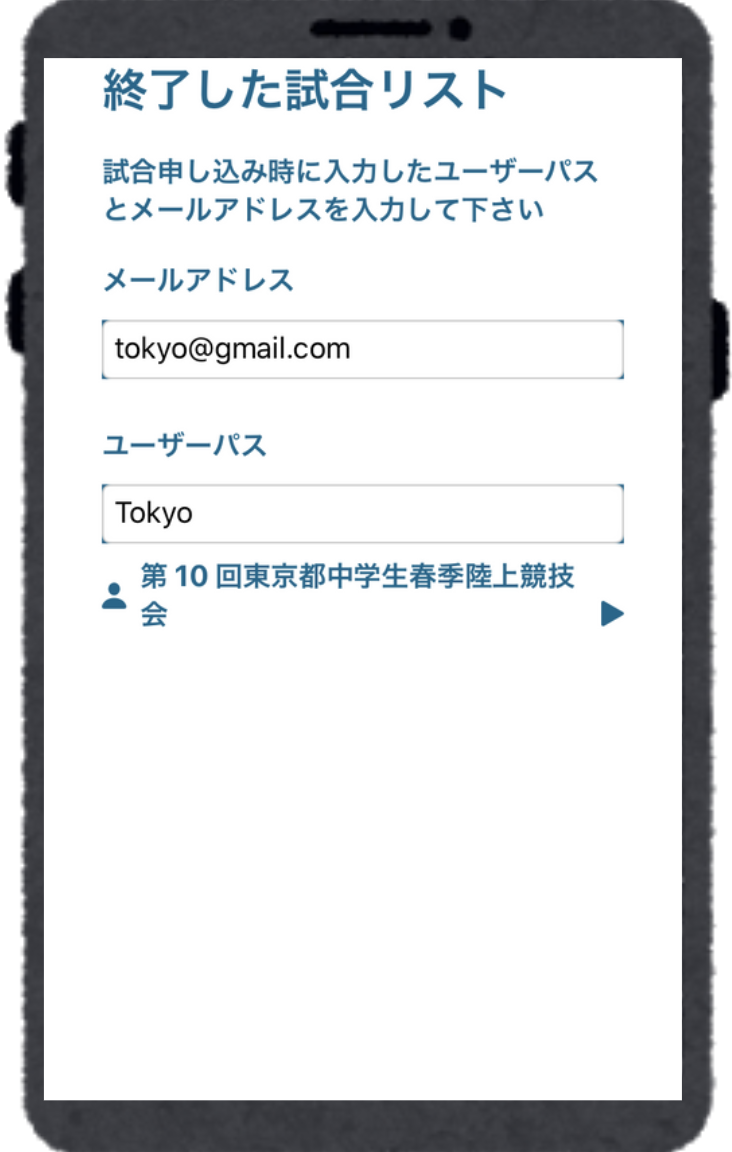 終了した試合リスト
試合申し込み時に入力したユーザーパス
とメールアドレスを入力して下さい
メールアドレス
tokyo@gmail.com
ユーザーパス
Tokyo
第 10 回東京都中学生春季陸上競技
会